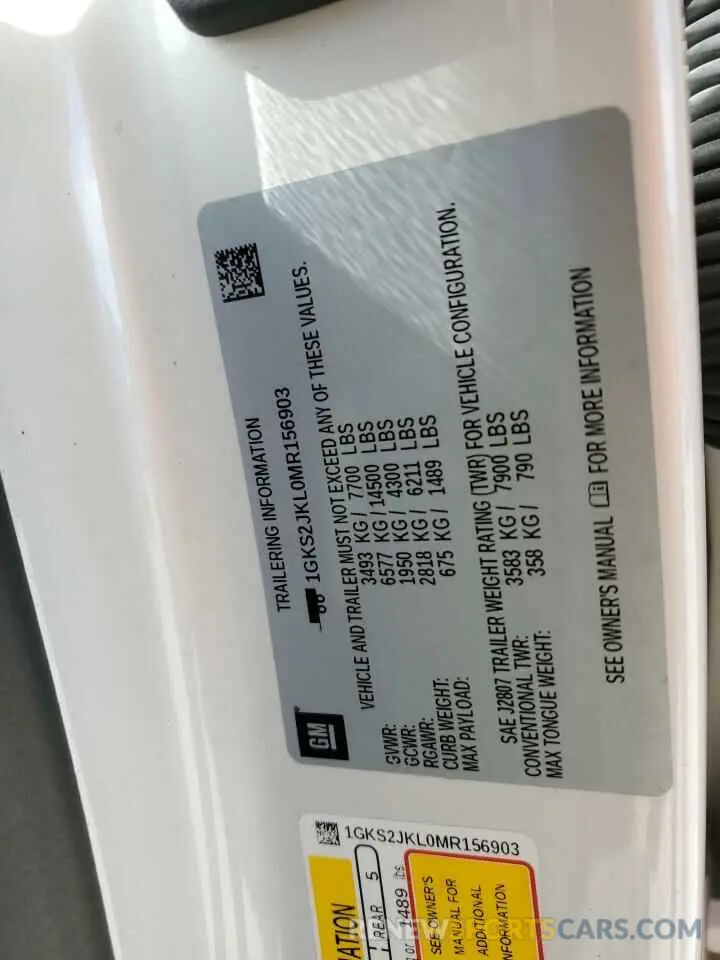 TRAILERING INFORMATION
1GKS2JKL0MR156903
VEHICLE AND TRAILER MUST NOT EXCEED ANY OF THESE VALUES.
GVWR: 3493 KG / 7700 LBS
GCWR: 6577 KG / 14500 LBS
RGAWR: 1950 KG / 4300 LBS
CURB WEIGHT: 2818 KG / 6211 LBS
MAX PAYLOAD: 675 KG / 1489 LBS
SAE J2807 TRAILER WEIGHT RATING (TWR) FOR VEHICLE CONFIGURATION.
CONVENTIONAL TWR: 3583 KG / 7900 LBS
MAX TONGUE WEIGHT: 358 KG / 790 LBS
SEE OWNER'S MANUAL FOR MORE INFORMATION
GM
1GKS2JKL0MR156903
REAR 5
1489
SEE OWNER'S
MANUAL FOR
ADDITIONAL
INFORMATION
RENEWSPORTSCARS.COM